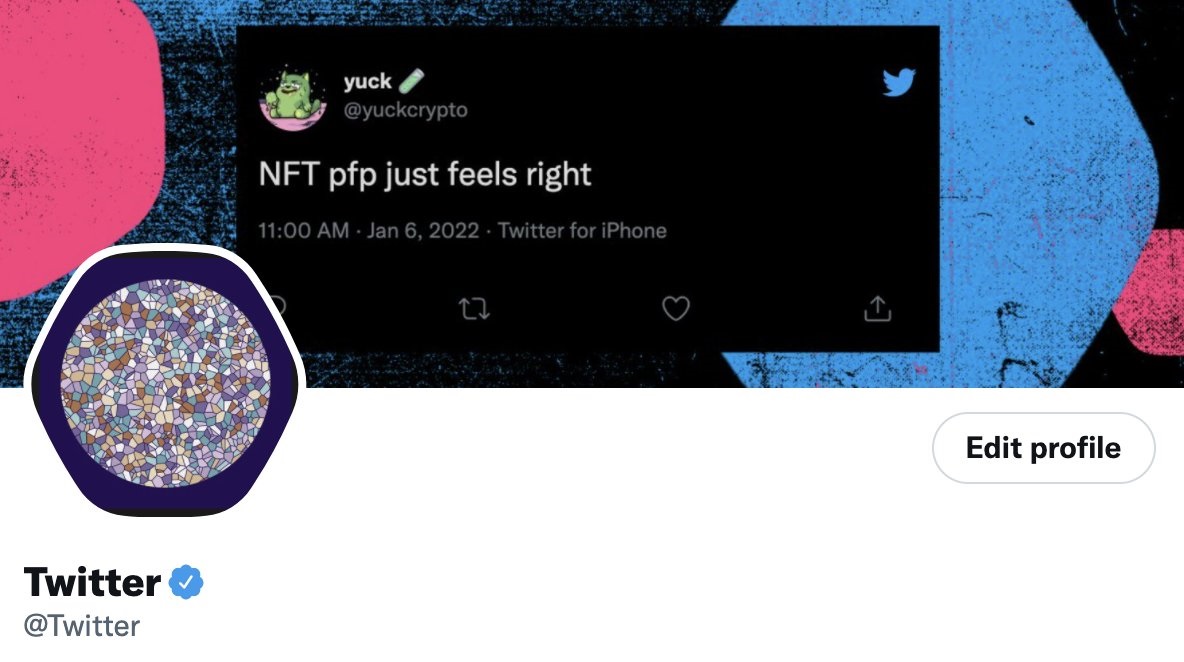 yuck
@yuckcrypto
NFT pfp just feels right
11:00 AM · Jan 6, 2022 · Twitter for iPhone
Edit profile
Twitter
@Twitter